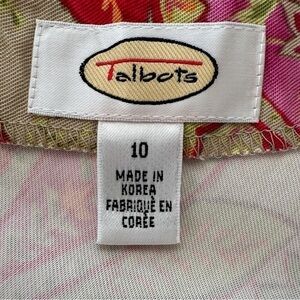 Talbots
10
MADE IN
KOREA
FABRIQUÉ EN
CORÉE